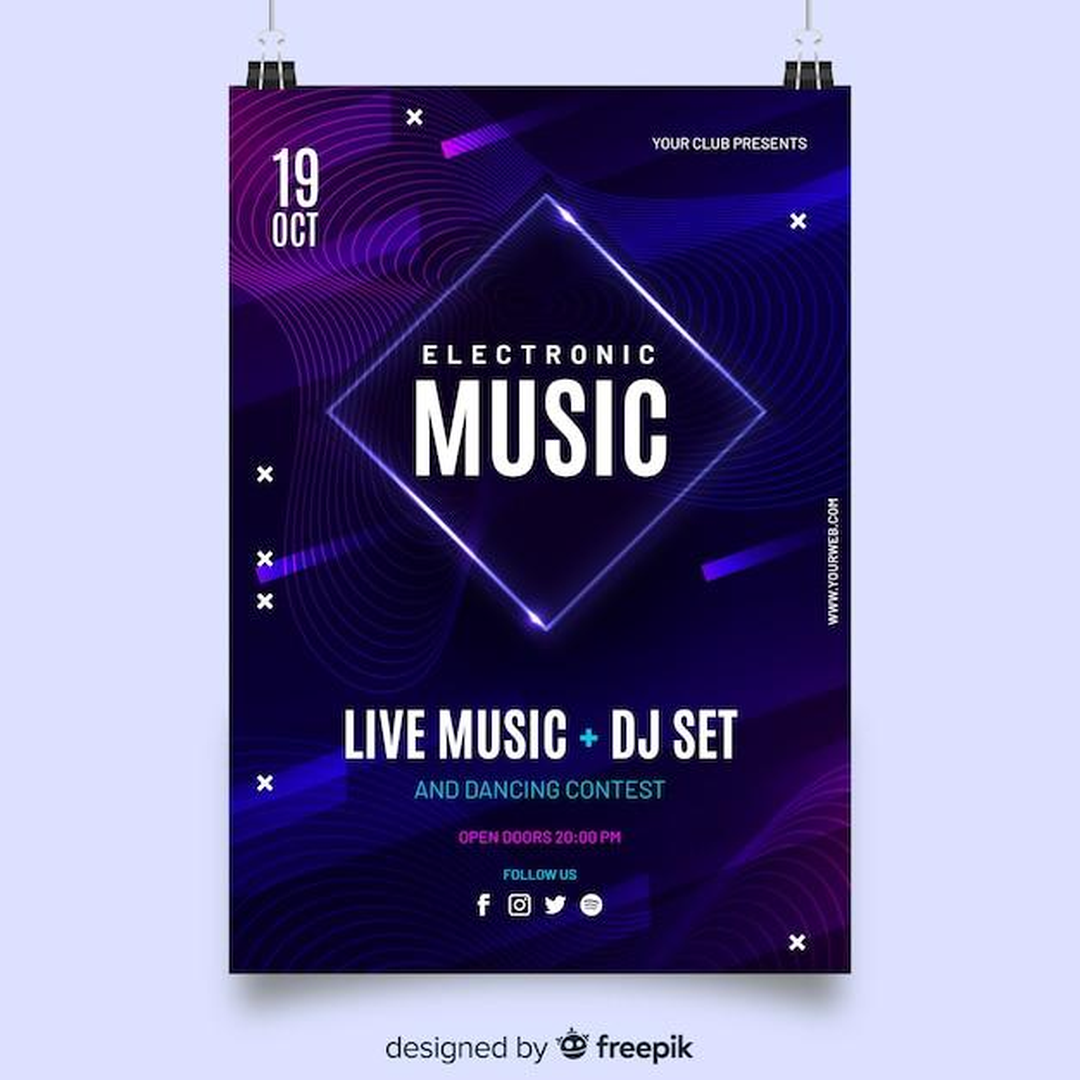 19
OCT
YOUR CLUB PRESENTS
ELECTRONIC
MUSIC
WWW.YOURWEB.COM
LIVE MUSIC + DJ SET
AND DANCING CONTEST
OPEN DOORS 20:00 PM
FOLLOW US
designed by freepik